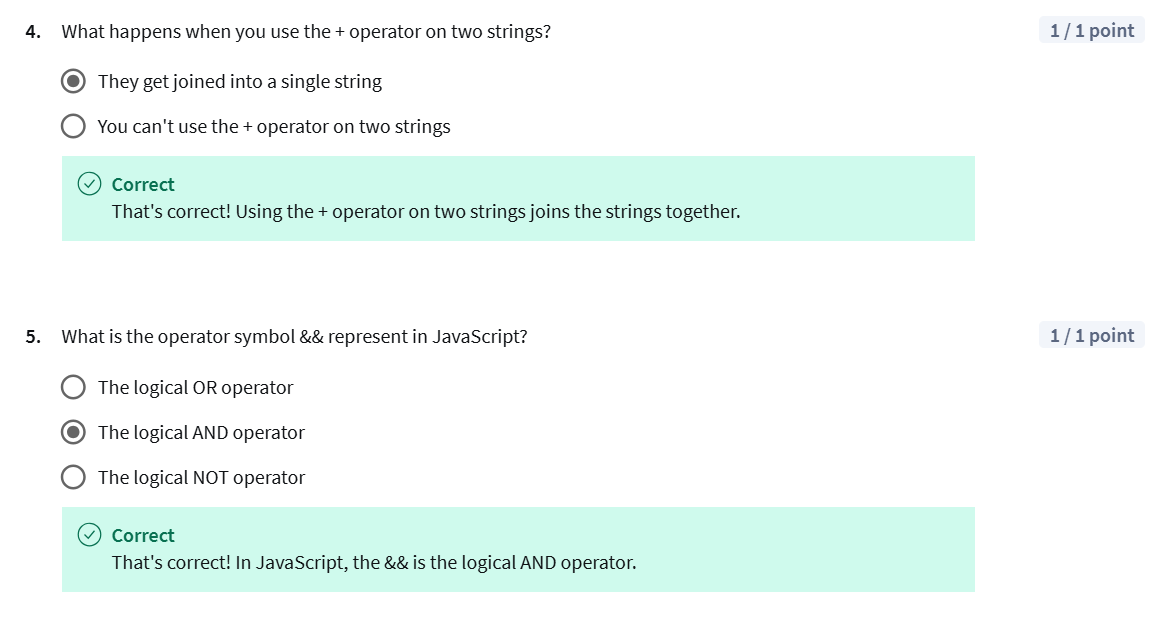 4. What happens when you use the + operator on two strings? 1 / 1 point
They get joined into a single string
You can't use the + operator on two strings
Correct
That's correct! Using the + operator on two strings joins the strings together.
5. What is the operator symbol && represent in JavaScript? 1 / 1 point
The logical OR operator
The logical AND operator
The logical NOT operator
Correct
That's correct! In JavaScript, the && is the logical AND operator.